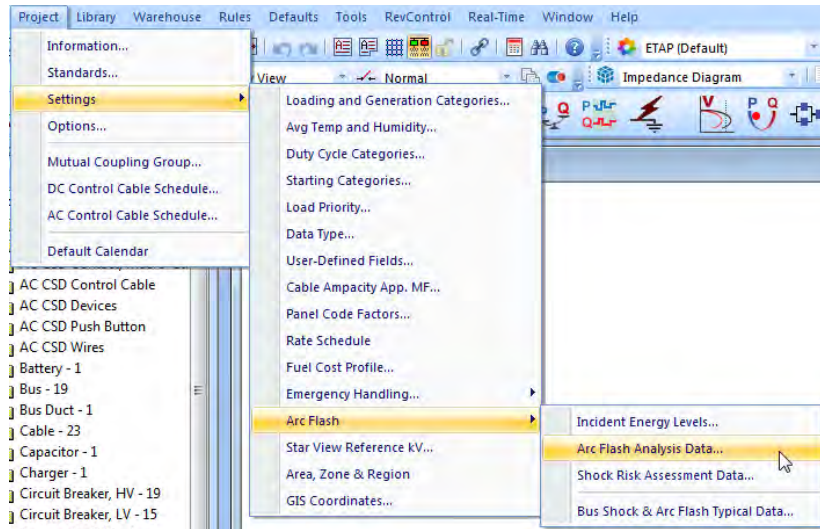 Project Library Warehouse Rules Defaults Tools RevControl Real-Time Window Help
Information...
Standards...
Settings
Options...
Mutual Coupling Group...
DC Control Cable Schedule...
AC Control Cable Schedule...
Default Calendar
ETAP (Default)
View Normal Impedance Diagram
P Q P Q V P Q
Loading and Generation Categories...
Avg Temp and Humidity...
Duty Cycle Categories...
Starting Categories...
Load Priority...
Data Type...
User-Defined Fields...
Cable Ampacity App. MF...
Panel Code Factors...
Rate Schedule
Fuel Cost Profile...
Emergency Handling...
Arc Flash
Star View Reference kV...
Area, Zone & Region
GIS Coordinates...
Incident Energy Levels...
Arc Flash Analysis Data...
Shock Risk Assessment Data...
Bus Shock & Arc Flash Typical Data...
AC CSD Control Cable
AC CSD Devices
AC CSD Push Button
AC CSD Wires
Battery - 1
Bus - 19
Bus Duct - 1
Cable - 23
Capacitor - 1
Charger - 1
Circuit Breaker, HV - 19
Circuit Breaker, LV - 15